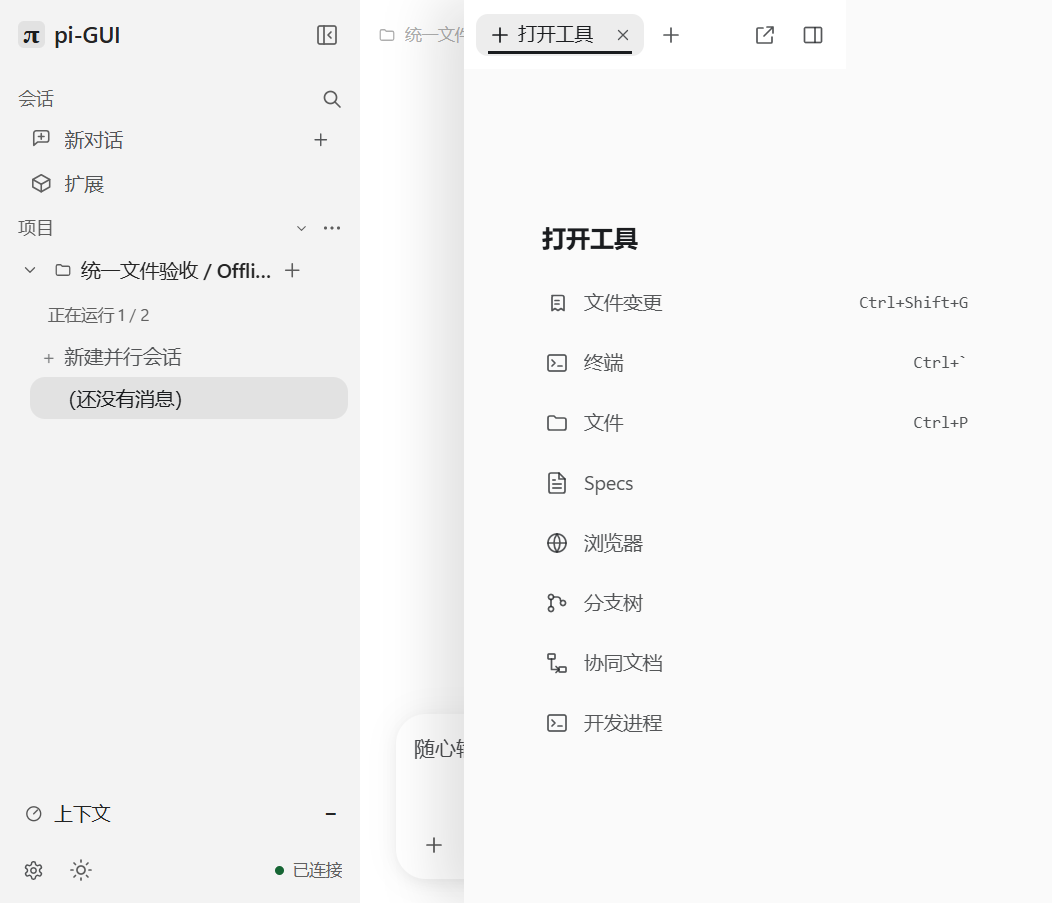 π pi-GUI
会话
新对话
扩展
项目
统一文件验收 / Offli...
正在运行 1 / 2
新建并行会话
(还没有消息)
上下文
已连接
统一文件
随心
打开工具
打开工具
文件变更 Ctrl+Shift+G
终端 Ctrl+`
文件 Ctrl+P
Specs
浏览器
分支树
协同文档
开发进程